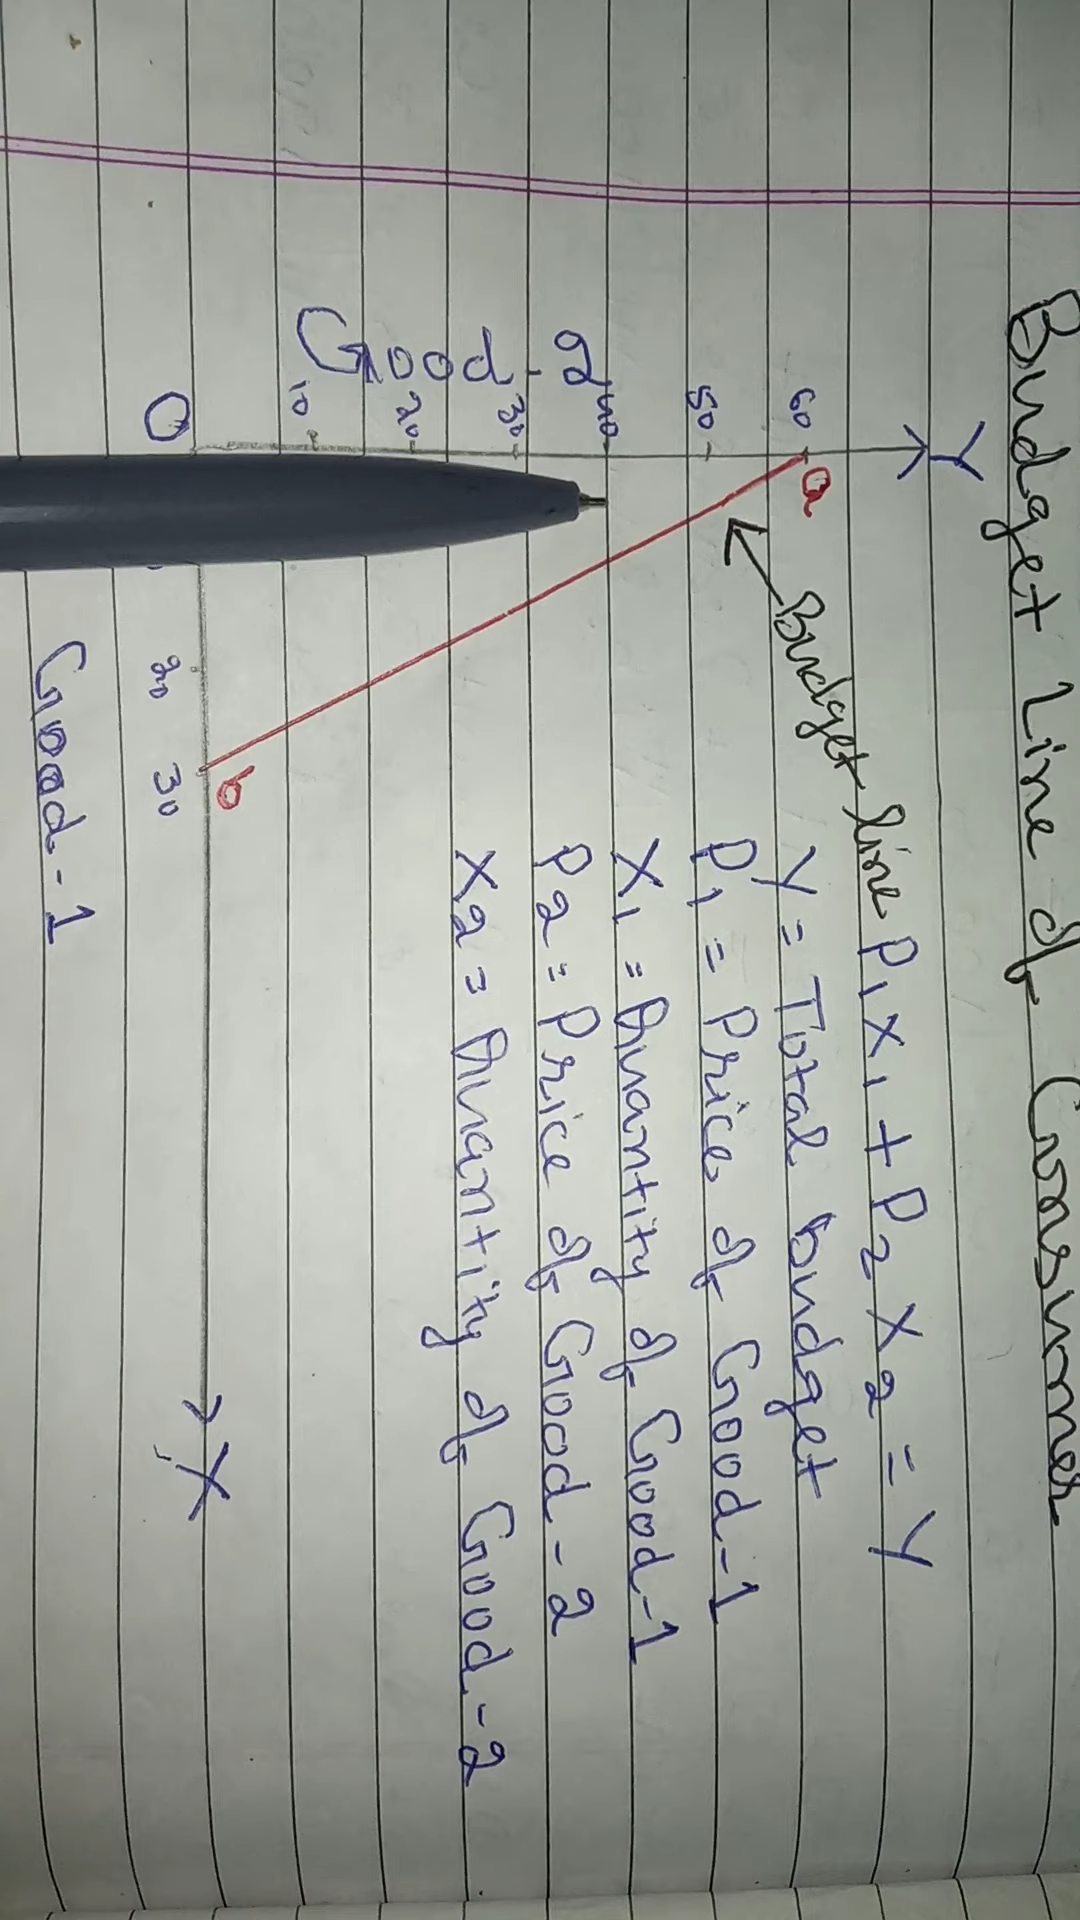 Budget Line of Consumer
Y
60 a
Budget line P1X1 + P2X2 = Y
50
Y = Total budget
40
P1 = Price of Good-1
30
X1 = Quantity of Good-1
20
P2 = Price of Good-2
10
X2 = Quantity of Good-2
Good-2
b
O 20 30 X
Good-1